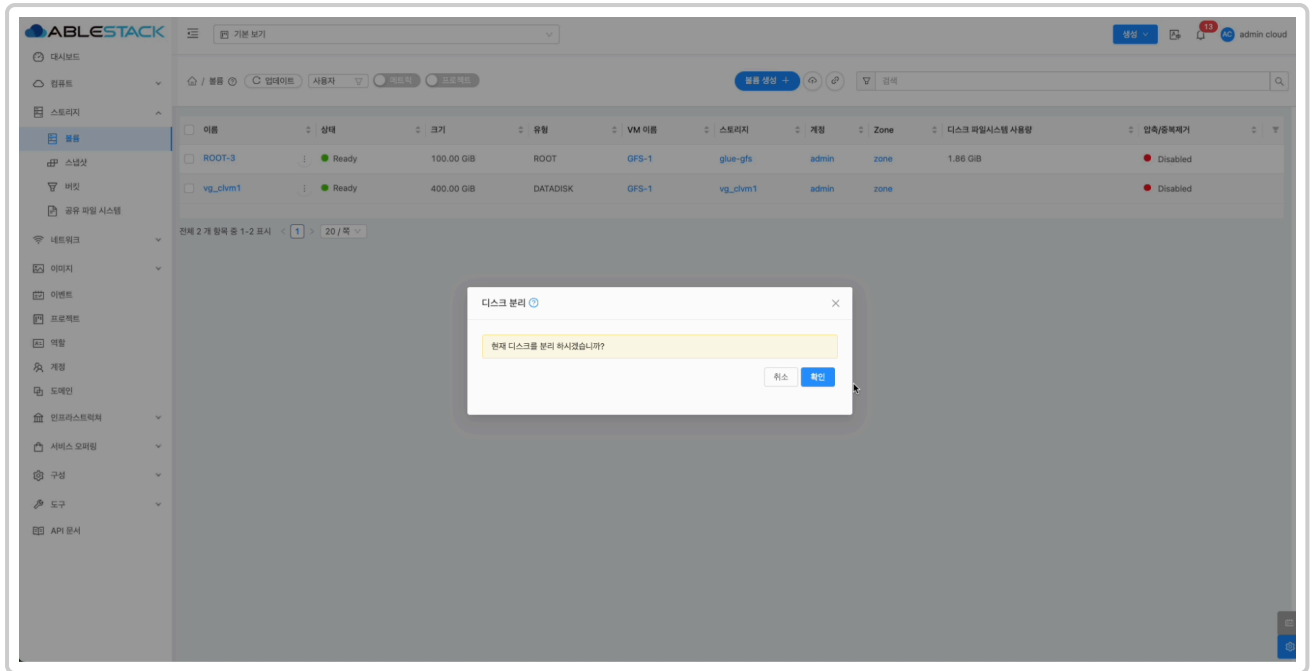 ABLESTACK
기본 보기
생성
13
AC
admin cloud
대시보드
컴퓨트
스토리지
볼륨
스냅샷
버킷
공유 파일 시스템
네트워크
이미지
이벤트
프로젝트
역할
계정
도메인
인프라스트럭쳐
서비스 오퍼링
구성
도구
API 문서
/ 볼륨 업데이트 사용자 메트릭 프로젝트 볼륨 생성 + 검색
이름 상태 크기 유형 VM 이름 스토리지 계정 Zone 디스크 파일시스템 사용량 압축/중복제거
ROOT-3 Ready 100.00 GiB ROOT GFS-1 glue-gfs admin zone 1.86 GiB Disabled
vg_clvm1 Ready 400.00 GiB DATADISK GFS-1 vg_clvm1 admin zone Disabled
전체 2 개 항목 중 1-2 표시 < 1 > 20 / 쪽
디스크 분리
현재 디스크를 분리 하시겠습니까?
취소 확인